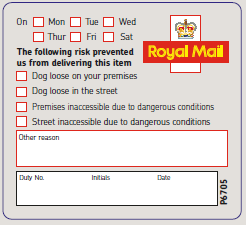 On Mon Tue Wed
Thur Fri Sat
Royal Mail
The following risk prevented
us from delivering this item
Dog loose on your premises
Dog loose in the street
Premises inaccessible due to dangerous conditions
Street inaccessible due to dangerous conditions
Other reason
Duty No. Initials Date
P6705